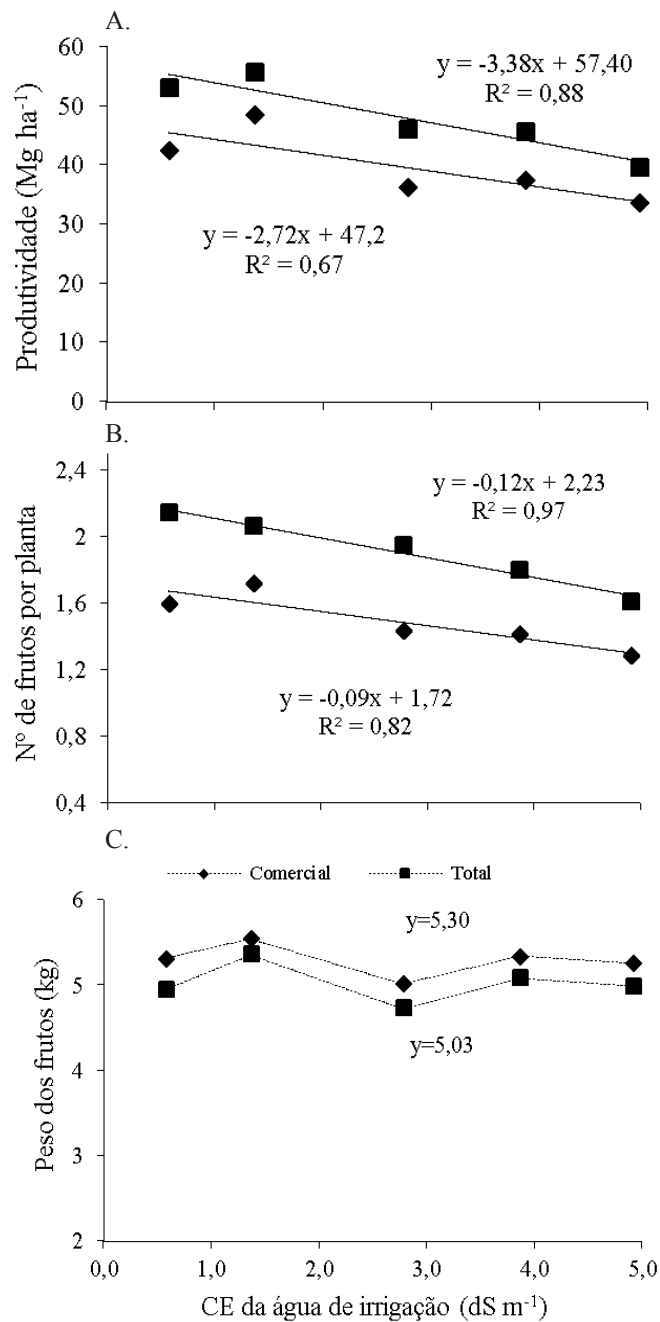 A.
60
50
40
30
20
10
0
Produtividade (Mg ha⁻¹)
y = -3,38x + 57,40
R² = 0,88
y = -2,72x + 47,2
R² = 0,67
B.
2,4
2
1,6
1,2
0,8
0,4
Nº de frutos por planta
y = -0,12x + 2,23
R² = 0,97
y = -0,09x + 1,72
R² = 0,82
C.
Comercial Total
6
5
4
3
2
Peso dos frutos (kg)
y=5,30
y=5,03
0,0 1,0 2,0 3,0 4,0 5,0
CE da água de irrigação (dS m⁻¹)